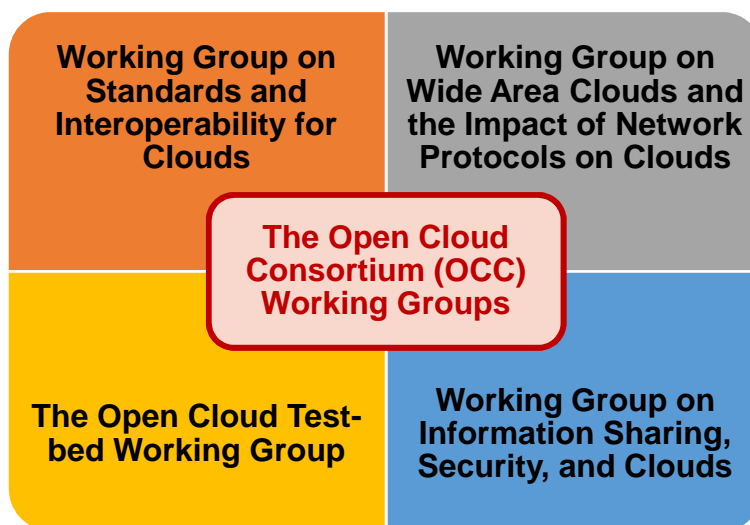 Working Group on
Standards and
Interoperability for
Clouds
Working Group on
Wide Area Clouds and
the Impact of Network
Protocols on Clouds
The Open Cloud
Consortium (OCC)
Working Groups
The Open Cloud Test-
bed Working Group
Working Group on
Information Sharing,
Security, and Clouds